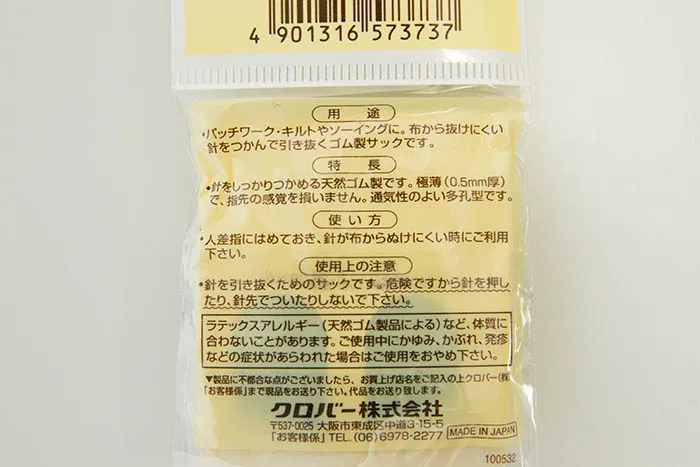 4 901316 573737
用途
・パッチワーク・キルトやソーイングに。布から抜けにくい
針をつかんで引き抜くゴム製サックです。
特長
・針をしっかりつかめる天然ゴム製です。極薄（0.5mm厚）
で、指先の感覚を損いません。通気性のよい多孔型です。
使い方
・人差指にはめておき、針が布からぬけにくい時にご利用
下さい。
使用上の注意
・針を引き抜くためのサックです。危険ですから針を押し
たり、針先でついたりしないで下さい。
ラテックスアレルギー（天然ゴム製品による）など、体質に
合わないことがあります。ご使用中にかゆみ、かぶれ、発疹
などの症状があらわれた場合はご使用をおやめ下さい。
▼製品に不都合な点がございましたら、お買上げ店名をご記入の上クロバー（株）
「お客様係」まで現品をお送り下さい。代品をお送り致します。
クロバー株式会社
〒537-0025 大阪市東成区中道3-15-5
「お客様係」TEL.(06)6978-2277
MADE IN JAPAN
100532